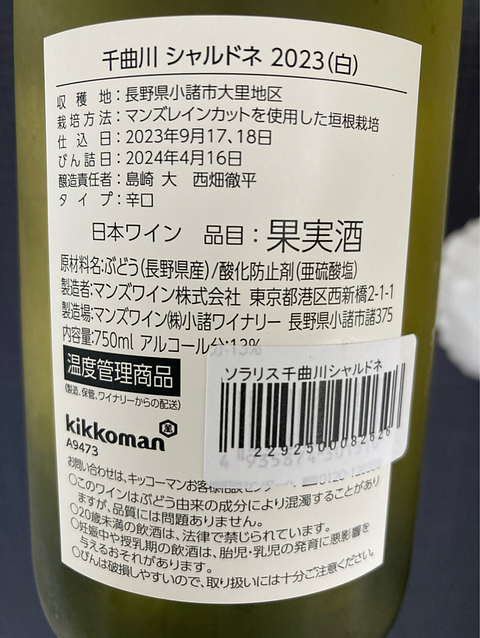 千曲川 シャルドネ 2023(白)
収穫地:長野県小諸市大里地区
栽培方法:マンズレインカットを使用した垣根栽培
仕込日:2023年9月17、18日
びん詰日:2024年4月16日
醸造責任者:島崎 大 西畑徹平
タイプ:辛口
日本ワイン 品目:果実酒
原材料名:ぶどう(長野県産)/酸化防止剤(亜硫酸塩)
製造者:マンズワイン株式会社 東京都港区西新橋2-1-1
製造場:マンズワイン㈱小諸ワイナリー 長野県小諸市諸375
内容量:750ml アルコール分:13%
温度管理商品
(製造、保管、ワイナリーからの配送)
ソラリス千曲川シャルドネ
2292500082626
kikkoman
A9473
お問い合わせは、キッコーマンお客様相談センター
○このワインはぶどう由来の成分により混濁することがあり
ますが、品質には問題ありません。
○20歳未満の飲酒は、法律で禁じられています。
○妊娠中や授乳期の飲酒は、胎児・乳児の発育に悪影響を
与えるおそれがあります。
○びんは破損しやすいので、取り扱いには十分ご注意ください。